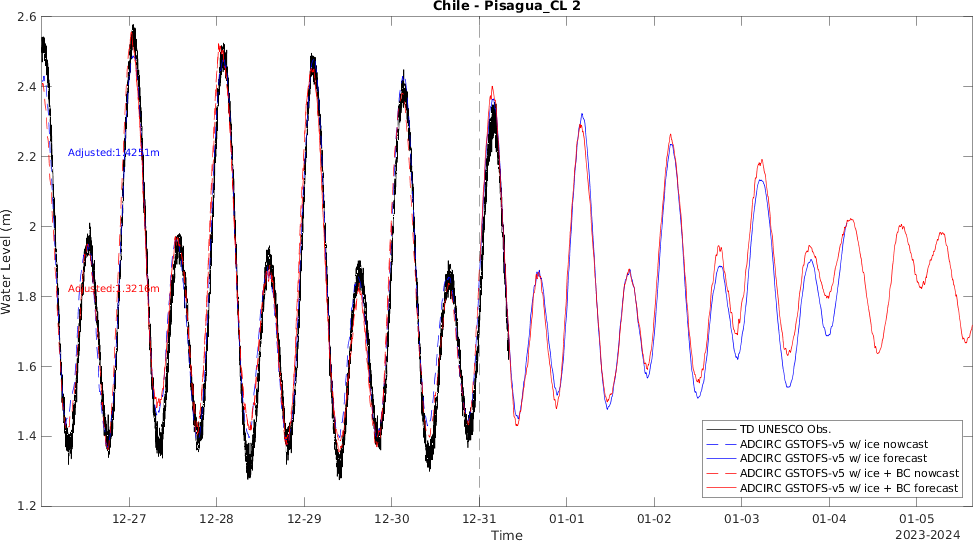 Chile - Pisagua_CL 2
2.6
2.4
2.2
2
1.8
1.6
1.4
1.2
Water Level (m)
Adjusted:1.4251m
Adjusted:1.3216m
TD UNESCO Obs.
ADCIRC GSTOFS-v5 w/ ice nowcast
ADCIRC GSTOFS-v5 w/ ice forecast
ADCIRC GSTOFS-v5 w/ ice + BC nowcast
ADCIRC GSTOFS-v5 w/ ice + BC forecast
12-27 12-28 12-29 12-30 12-31 01-01 01-02 01-03 01-04 01-05
Time
2023-2024